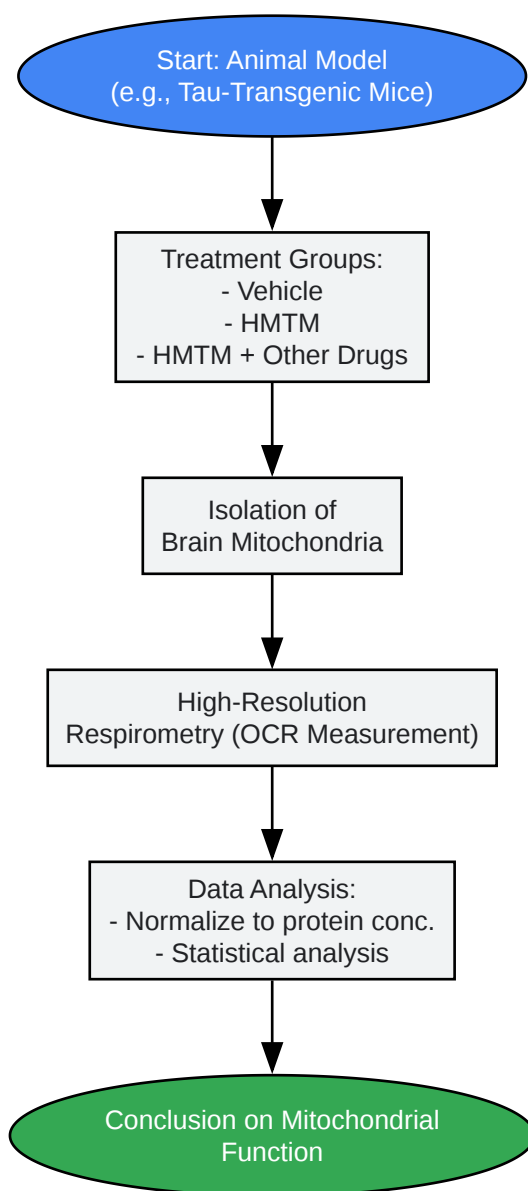 Start: Animal Model
(e.g., Tau-Transgenic Mice)
Treatment Groups:
- Vehicle
- HMTM
- HMTM + Other Drugs
Isolation of
Brain Mitochondria
High-Resolution
Respirometry (OCR Measurement)
Data Analysis:
- Normalize to protein conc.
- Statistical analysis
Conclusion on Mitochondrial
Function